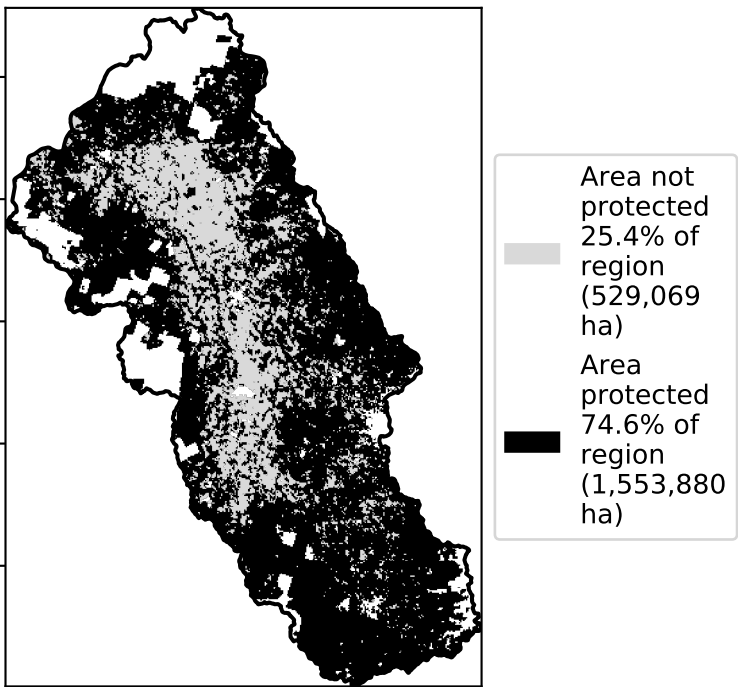 Area not
protected
25.4% of
region
(529,069
ha)
Area
protected
74.6% of
region
(1,553,880
ha)